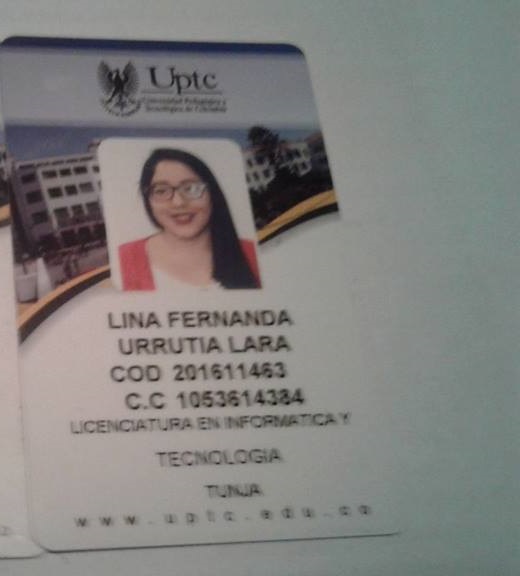 Uptc
Universidad Pedagógica y
Tecnológica de Colombia
LINA FERNANDA
URRUTIA LARA
COD 201611463
C.C 1053614384
LICENCIATURA EN INFORMATICA Y
TECNOLOGIA
TUNJA
www.uptc.edu.co